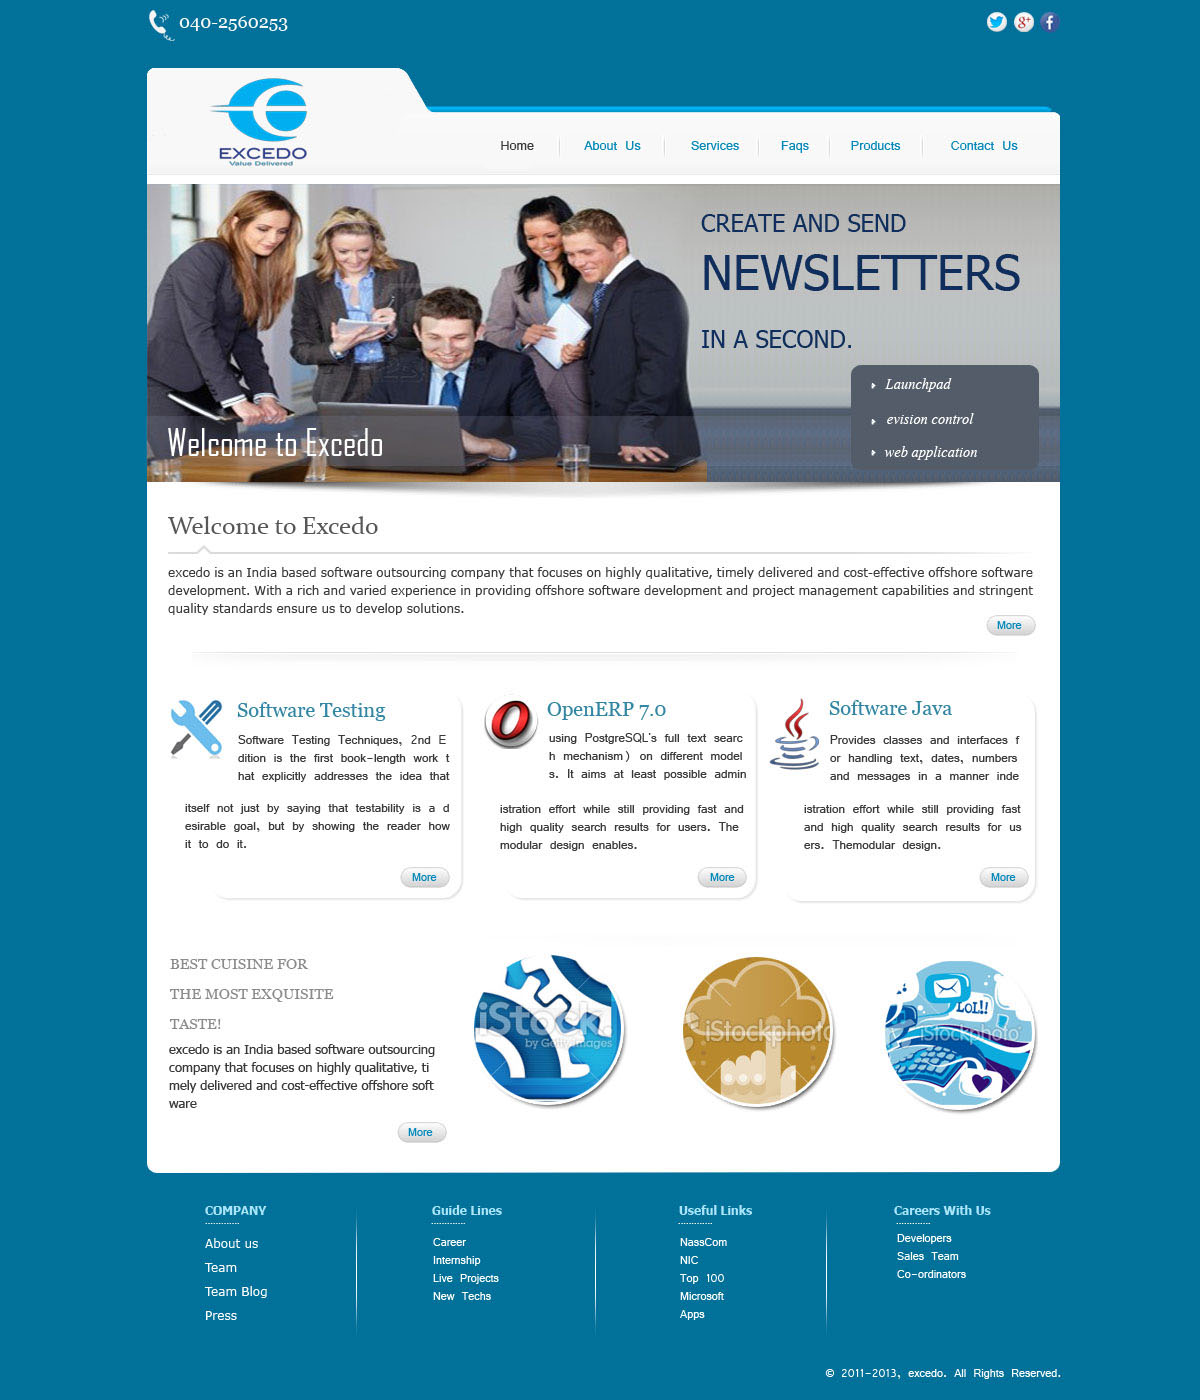 040-2560253
EXCEDO
Value Delivered
Home
About Us
Services
Faqs
Products
Contact Us
CREATE AND SEND
NEWSLETTERS
IN A SECOND.
Launchpad
evision control
web application
Welcome to Excedo
Welcome to Excedo
excedo is an India based software outsourcing company that focuses on highly qualitative, timely delivered and cost-effective offshore software
development. With a rich and varied experience in providing offshore software development and project management capabilities and stringent
quality standards ensure us to develop solutions.
More
Software Testing
Software Testing Techniques, 2nd E
dition is the first book-length work t
hat explicitly addresses the idea that
itself not just by saying that testability is a d
esirable goal, but by showing the reader how
it to do it.
More
OpenERP 7.0
using PostgreSQL's full text searc
h mechanism) on different model
s. It aims at least possible admin
istration effort while still providing fast and
high quality search results for users. The
modular design enables.
More
Software Java
Provides classes and interfaces f
or handling text, dates, numbers
and messages in a manner inde
istration effort while still providing fast
and high quality search results for us
ers. Themodular design.
More
BEST CUISINE FOR
THE MOST EXQUISITE
TASTE!
excedo is an India based software outsourcing
company that focuses on highly qualitative, ti
mely delivered and cost-effective offshore soft
ware
More
iStock.
by Getty Images
iStockphoto
LOL!!
iStockphoto
COMPANY
About us
Team
Team Blog
Press
Guide Lines
Career
Internship
Live Projects
New Techs
Useful Links
NassCom
NIC
Top 100
Microsoft
Apps
Careers With Us
Developers
Sales Team
Co-ordinators
© 2011-2013, excedo. All Rights Reserved.